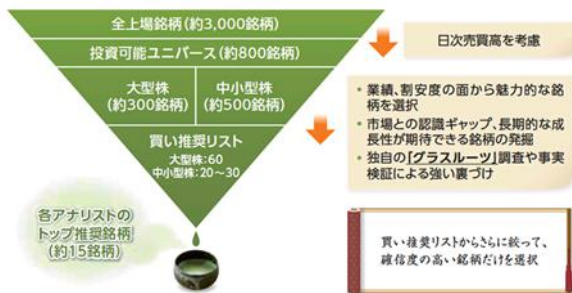 全上場銘柄(約3,000銘柄)
投資可能ユニバース(約800銘柄)
大型株
(約300銘柄)
中小型株
(約500銘柄)
買い推奨リスト
大型株:60
中小型株:20～30
各アナリストの
トップ推奨銘柄
(約15銘柄)
日次売買高を考慮
• 業績、割安度の面から魅力的な銘
柄を選択
• 市場との認識ギャップ、長期的な成
長性が期待できる銘柄の発掘
• 独自の「グラスルーツ」調査や事実
検証による強い裏づけ
買い推奨リストからさらに絞って、
確信度の高い銘柄だけを選択